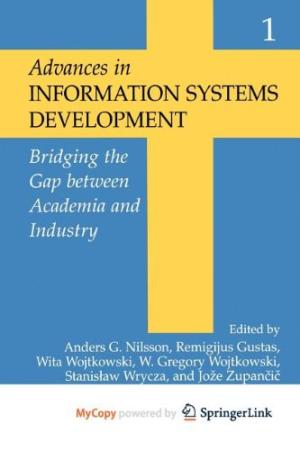 1
Advances in
INFORMATION SYSTEMS
DEVELOPMENT
Bridging the
Gap between
Academia and
Industry
Edited by
Anders G. Nilsson, Remigijus Gustas,
Wita Wojtkowski, W. Gregory Wojtkowski,
Stanisław Wrycza, and Jože Zupančič
MyCopy powered by SpringerLink